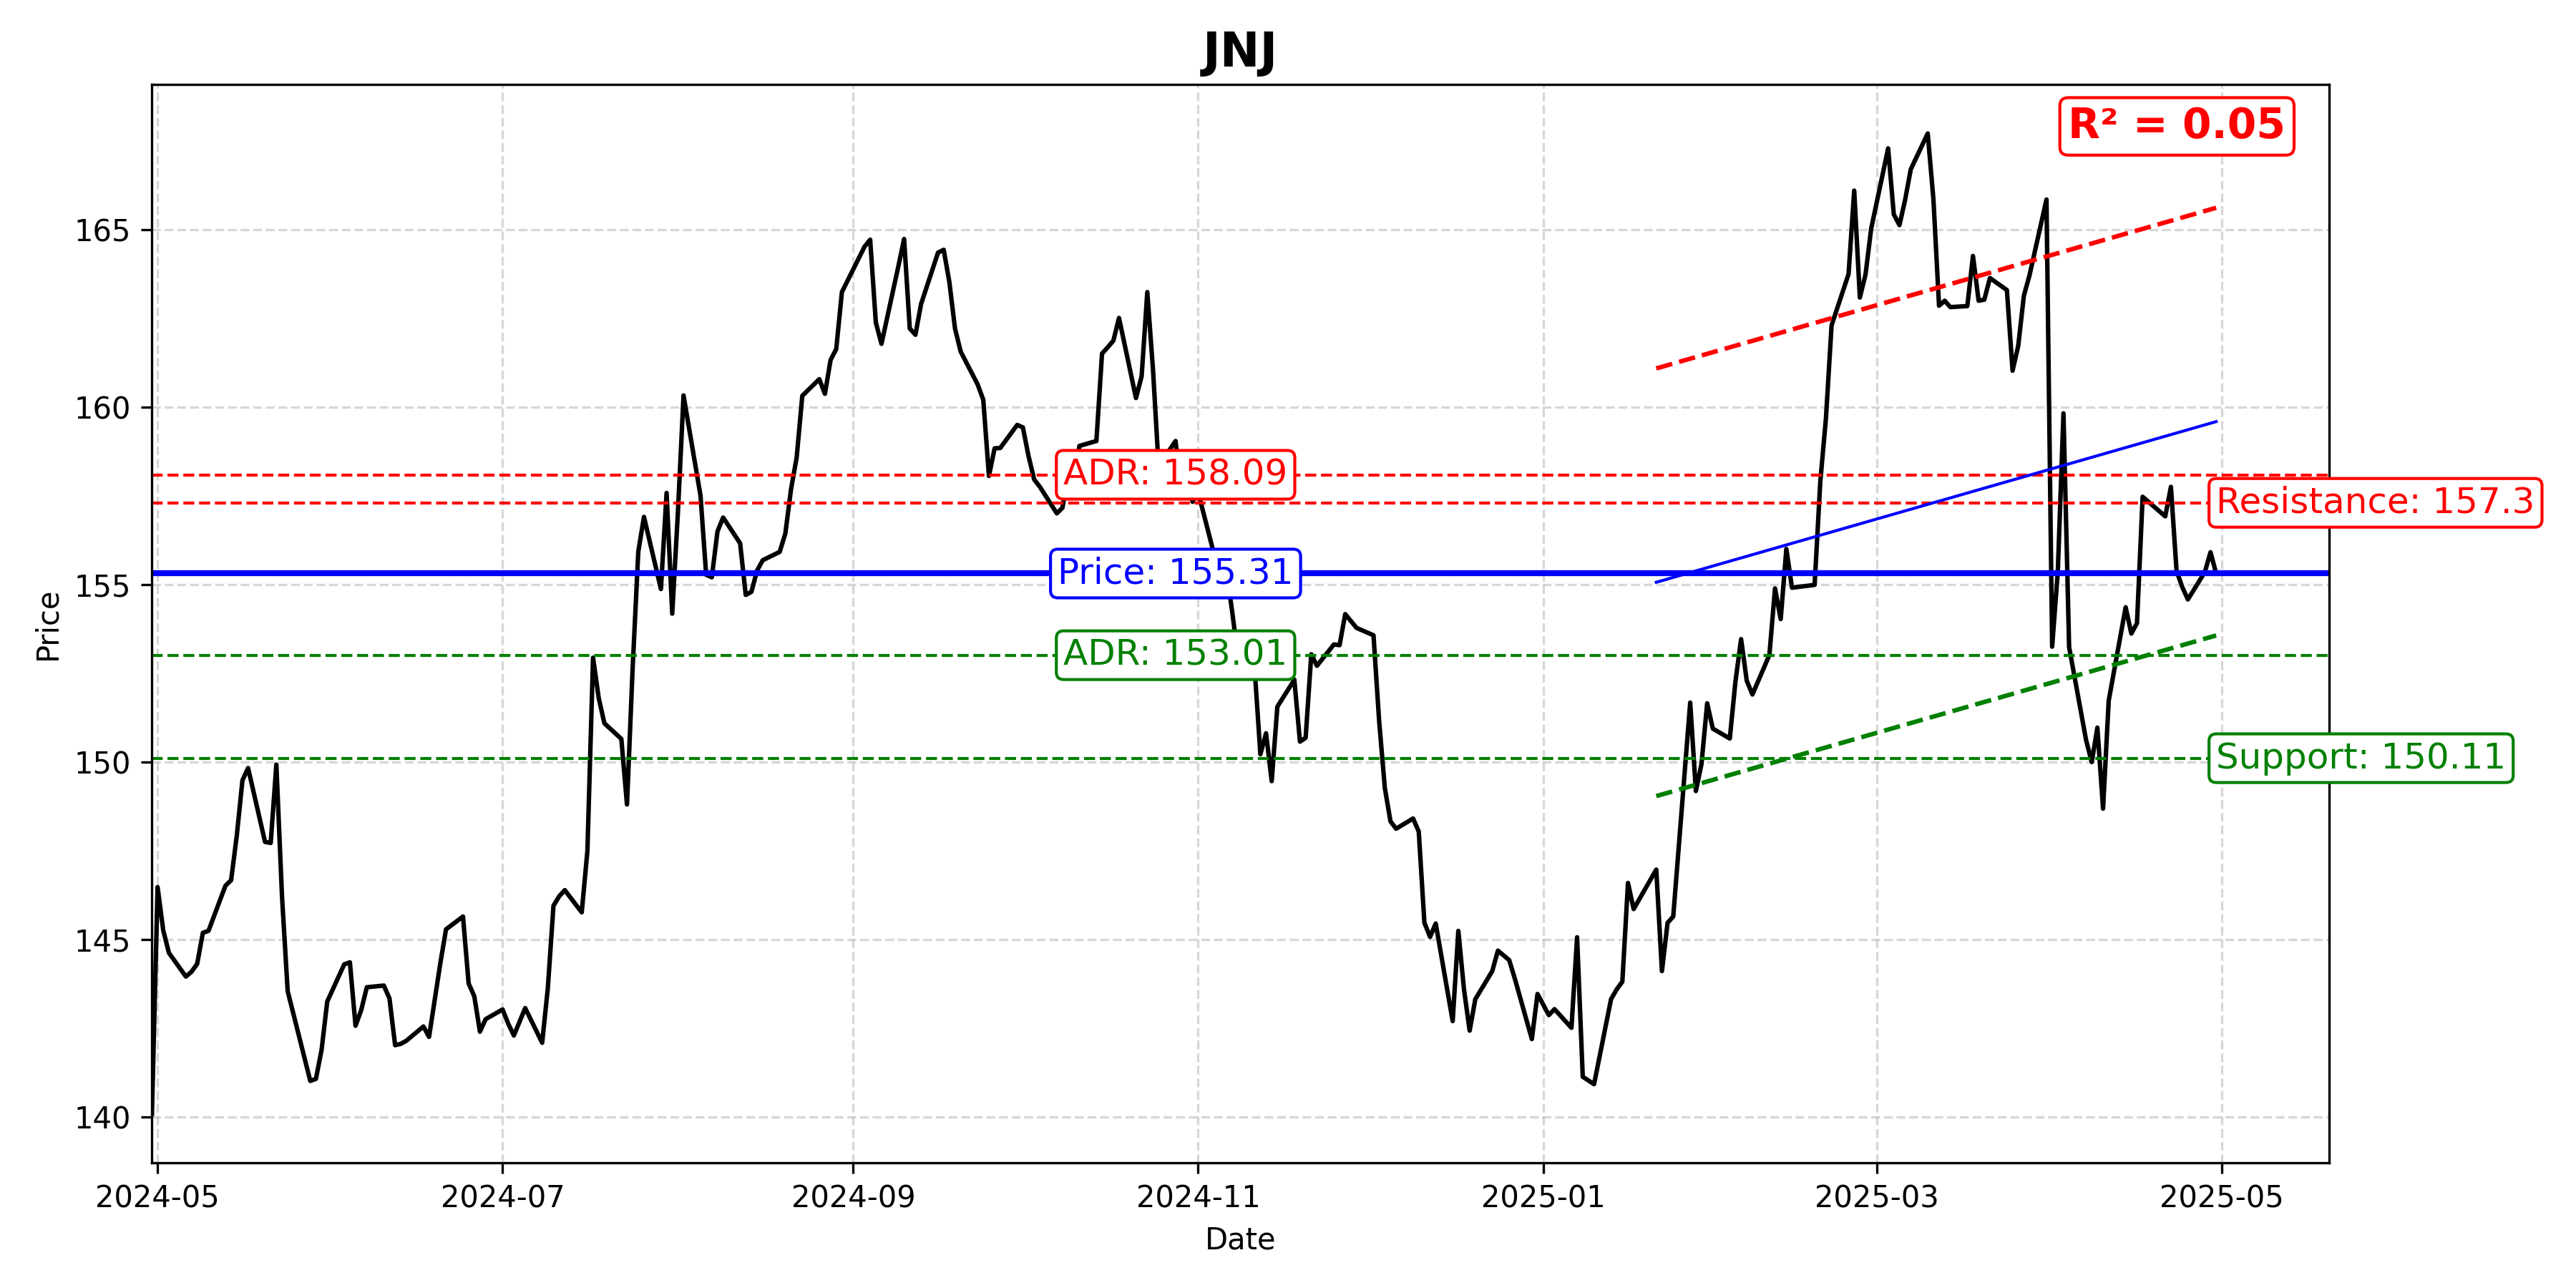 JNJ
R² = 0.05
165
160
ADR: 158.09
Resistance: 157.3
Price: 155.31
155
Price
ADR: 153.01
150
Support: 150.11
145
140
2024-05
2024-07
2024-09
2024-11
2025-01
2025-03
2025-05
Date